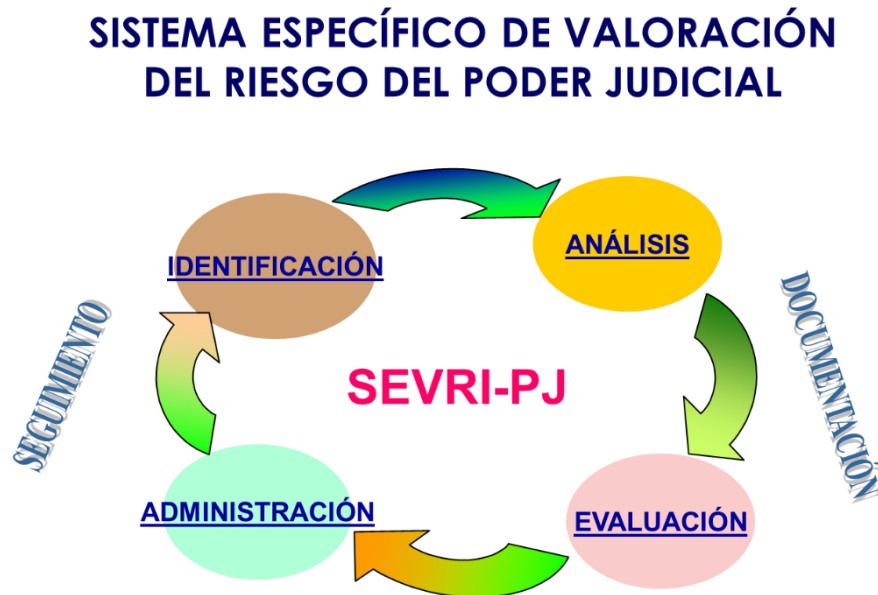 SISTEMA ESPECÍFICO DE VALORACIÓN
DEL RIESGO DEL PODER JUDICIAL
IDENTIFICACIÓN
ANÁLISIS
SEGUIMIENTO
SEVRI-PJ
DOCUMENTACIÓN
ADMINISTRACIÓN
EVALUACIÓN